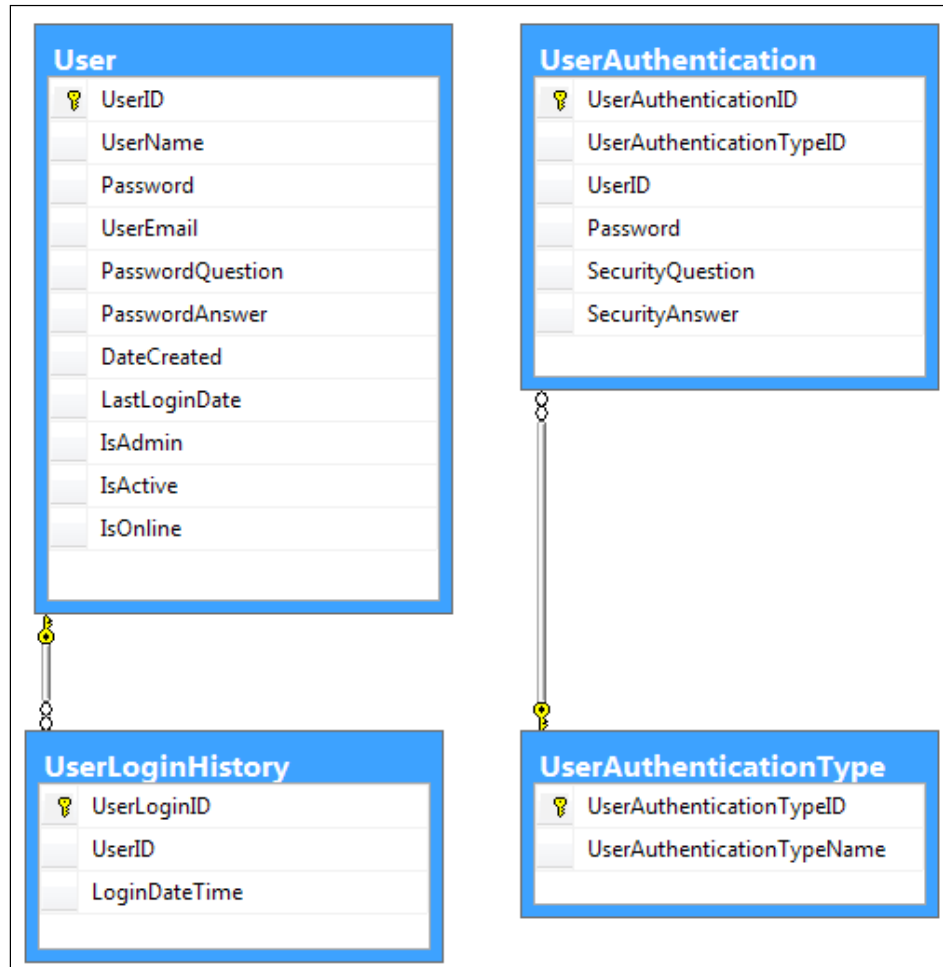 User
UserID
UserName
Password
UserEmail
PasswordQuestion
PasswordAnswer
DateCreated
LastLoginDate
IsAdmin
IsActive
IsOnline
UserAuthentication
UserAuthenticationID
UserAuthenticationTypeID
UserID
Password
SecurityQuestion
SecurityAnswer
UserLoginHistory
UserLoginID
UserID
LoginDateTime
UserAuthenticationType
UserAuthenticationTypeID
UserAuthenticationTypeName